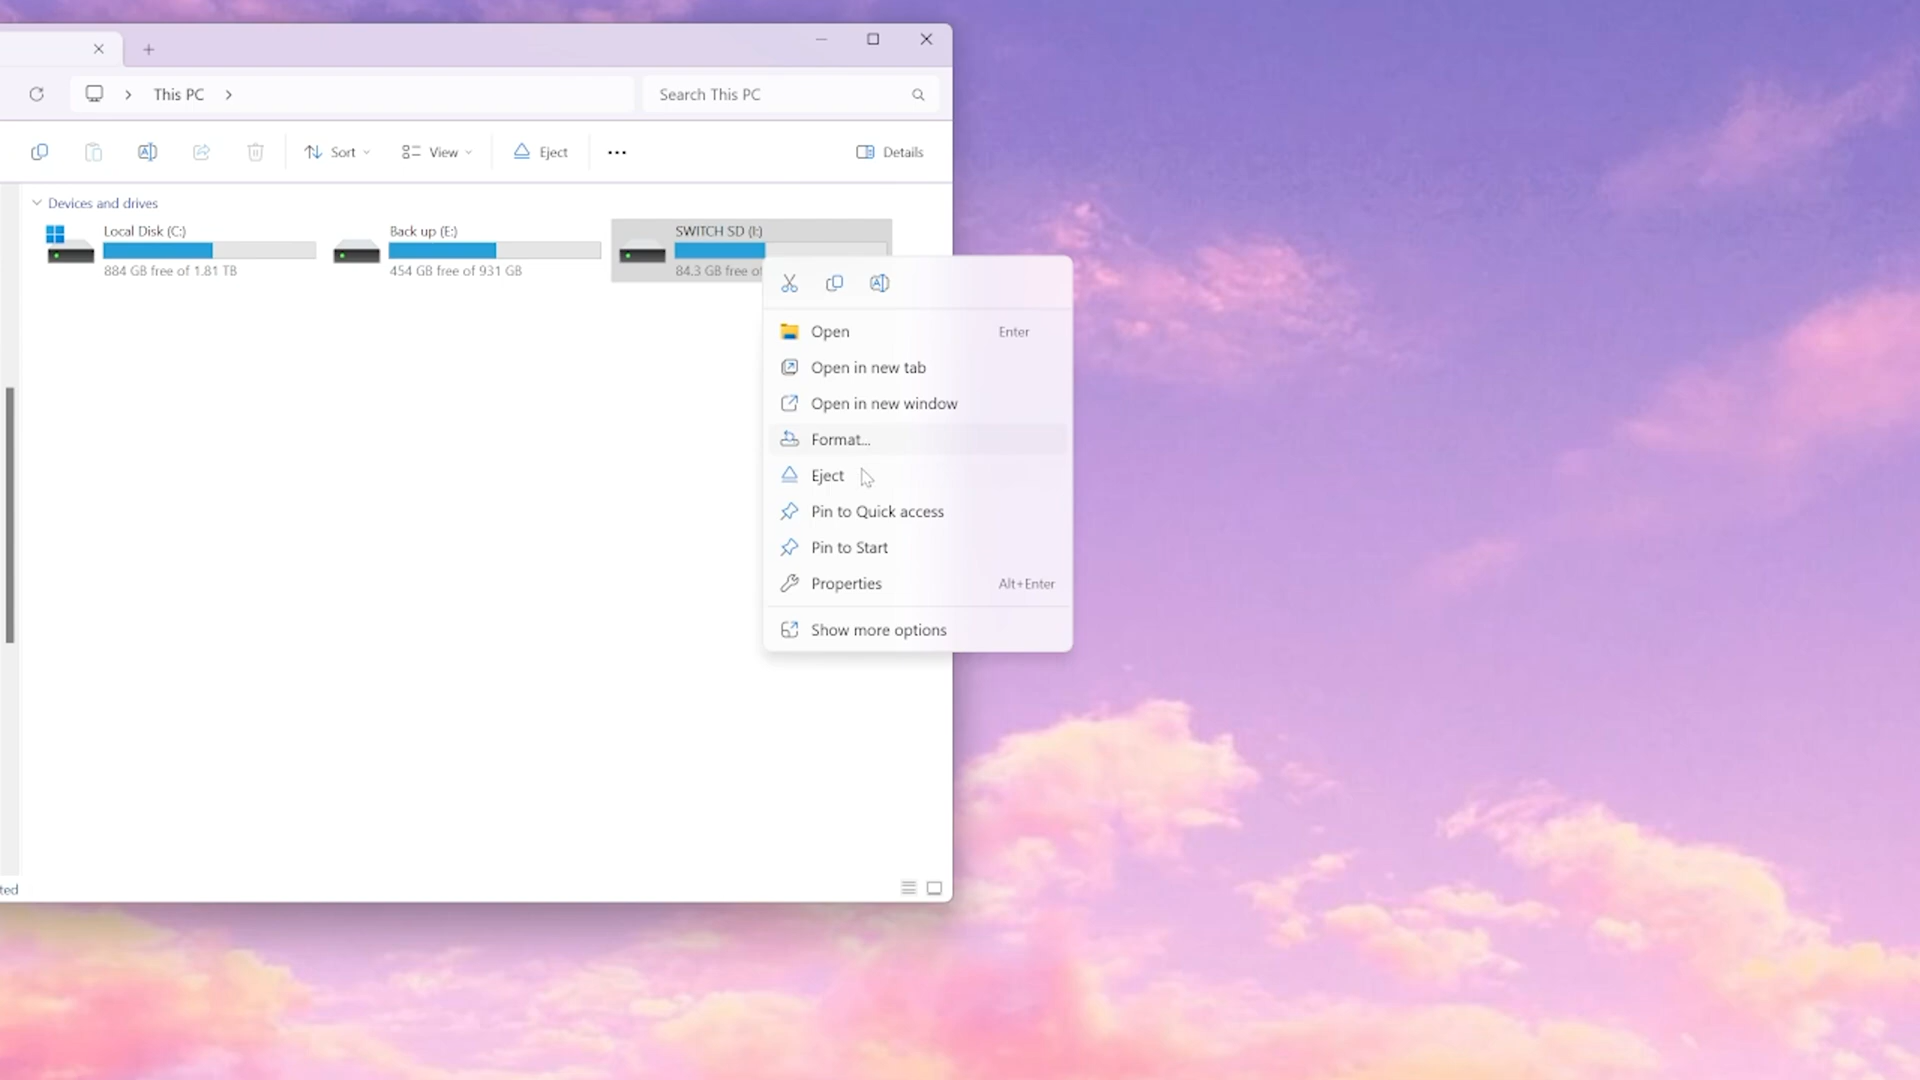 This PC
Search This PC
Sort
View
Eject
Details
Devices and drives
Local Disk (C:)
884 GB free of 1.81 TB
Back up (E:)
454 GB free of 931 GB
SWITCH SD (I:)
84.3 GB free of
Open Enter
Open in new tab
Open in new window
Format...
Eject
Pin to Quick access
Pin to Start
Properties Alt+Enter
Show more options
ted